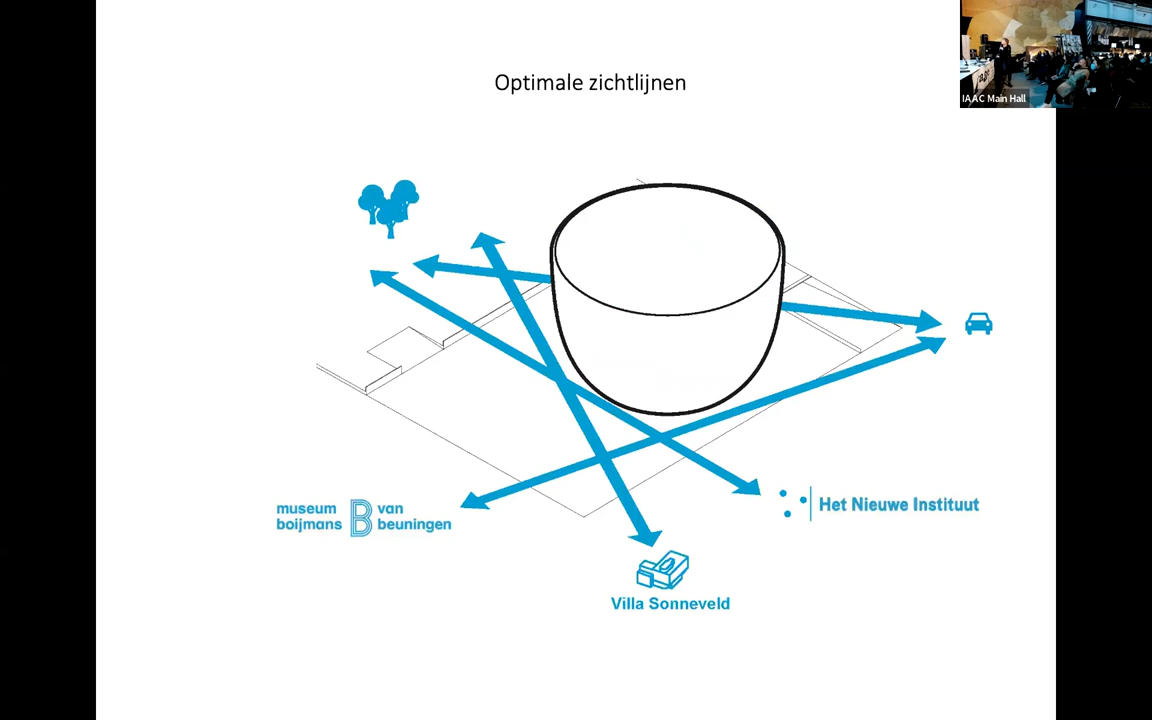 Optimale zichtlijnen
IAAC Main Hall
museum
boijmans
B
van
beuningen
Het Nieuwe Instituut
Villa Sonneveld